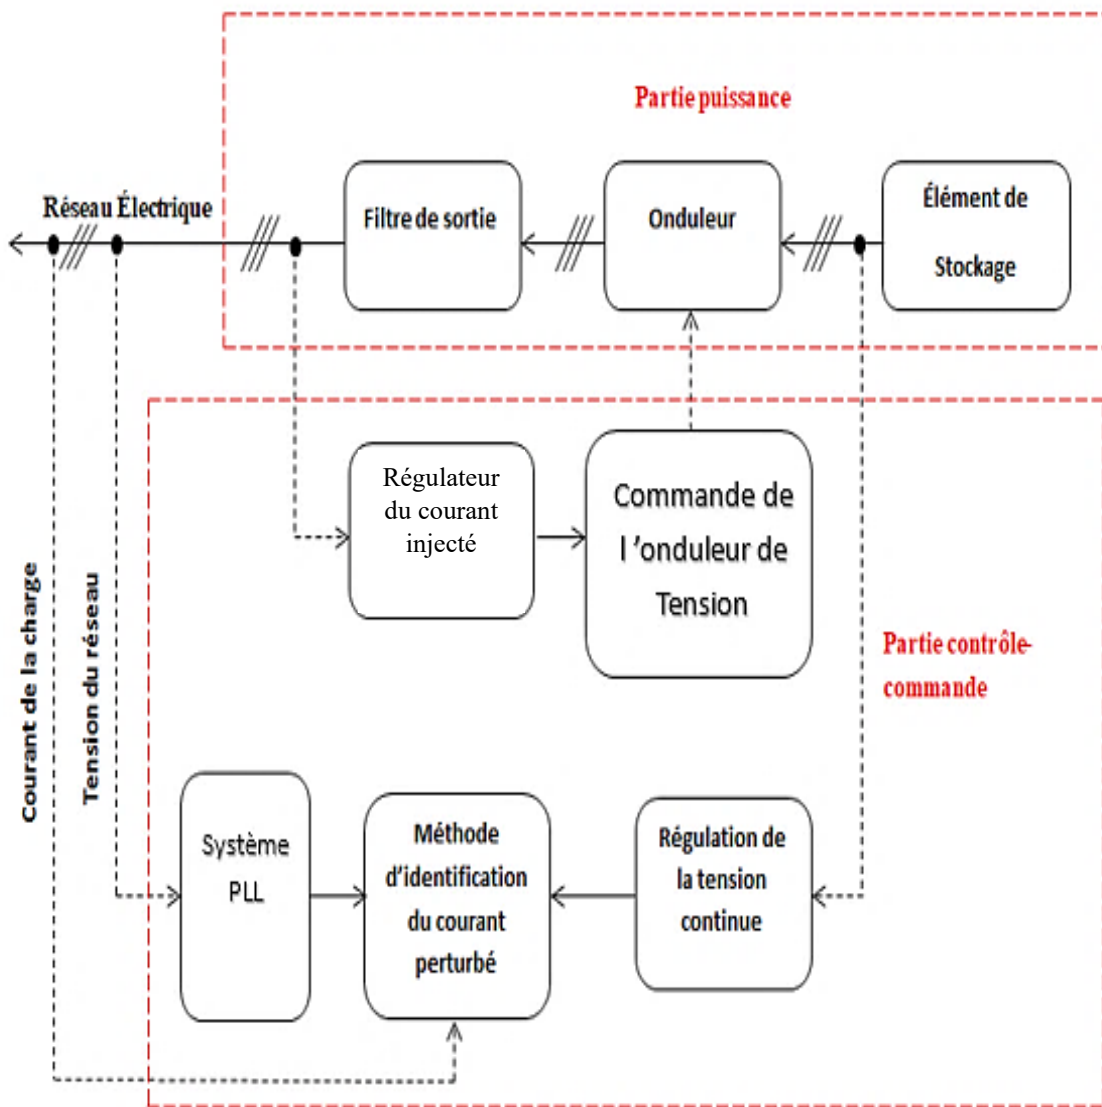 Partie puissance
Réseau Électrique
Filtre de sortie
Onduleur
Élément de
Stockage
Régulateur
du courant
injecté
Commande de
l ’onduleur de
Tension
Partie contrôle-
commande
Courant de la charge
Tension du réseau
Système
PLL
Méthode
d'identification
du courant
perturbé
Régulation de
la tension
continue